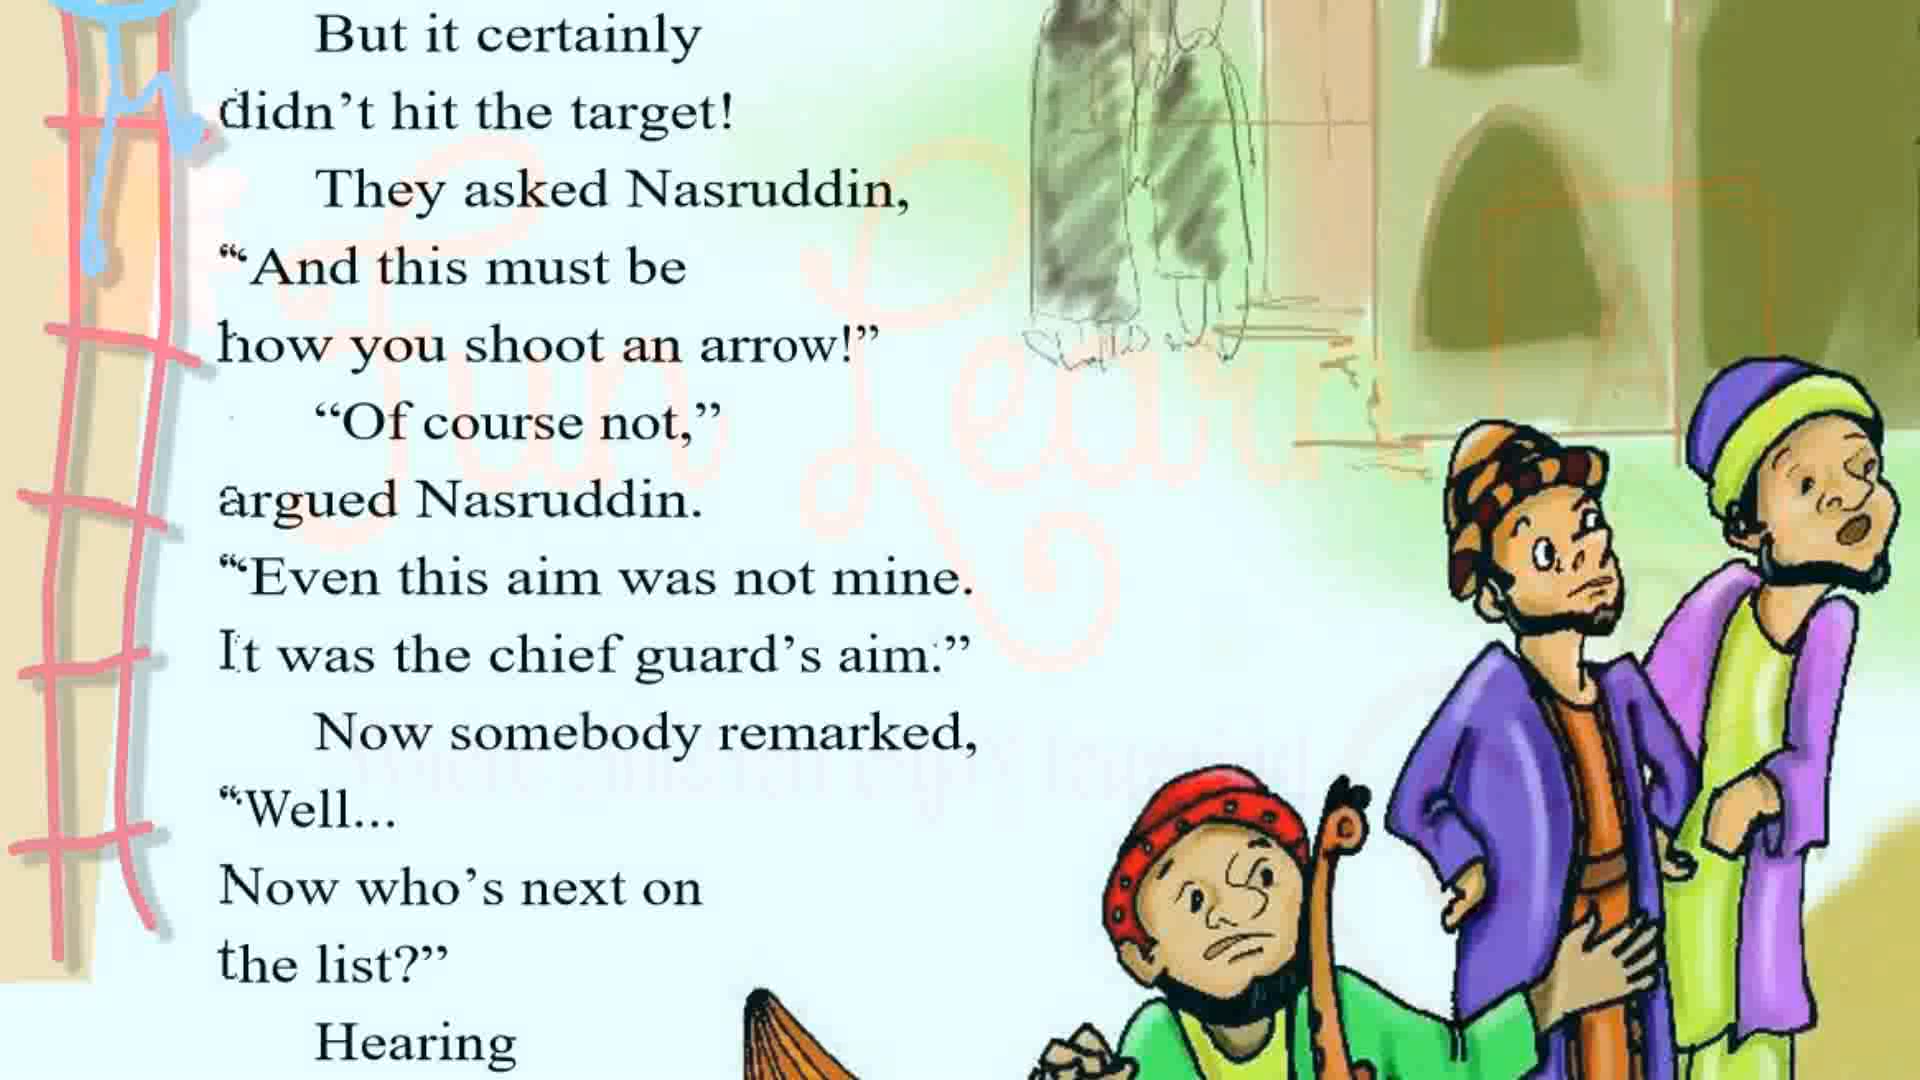 But it certainly
didn’t hit the target!
They asked Nasruddin,
“And this must be
how you shoot an arrow!”
“Of course not,”
argued Nasruddin.
“Even this aim was not mine.
It was the chief guard’s aim.”
Now somebody remarked,
“Well...
Now who’s next on
the list?”
Hearing
Fun Learn